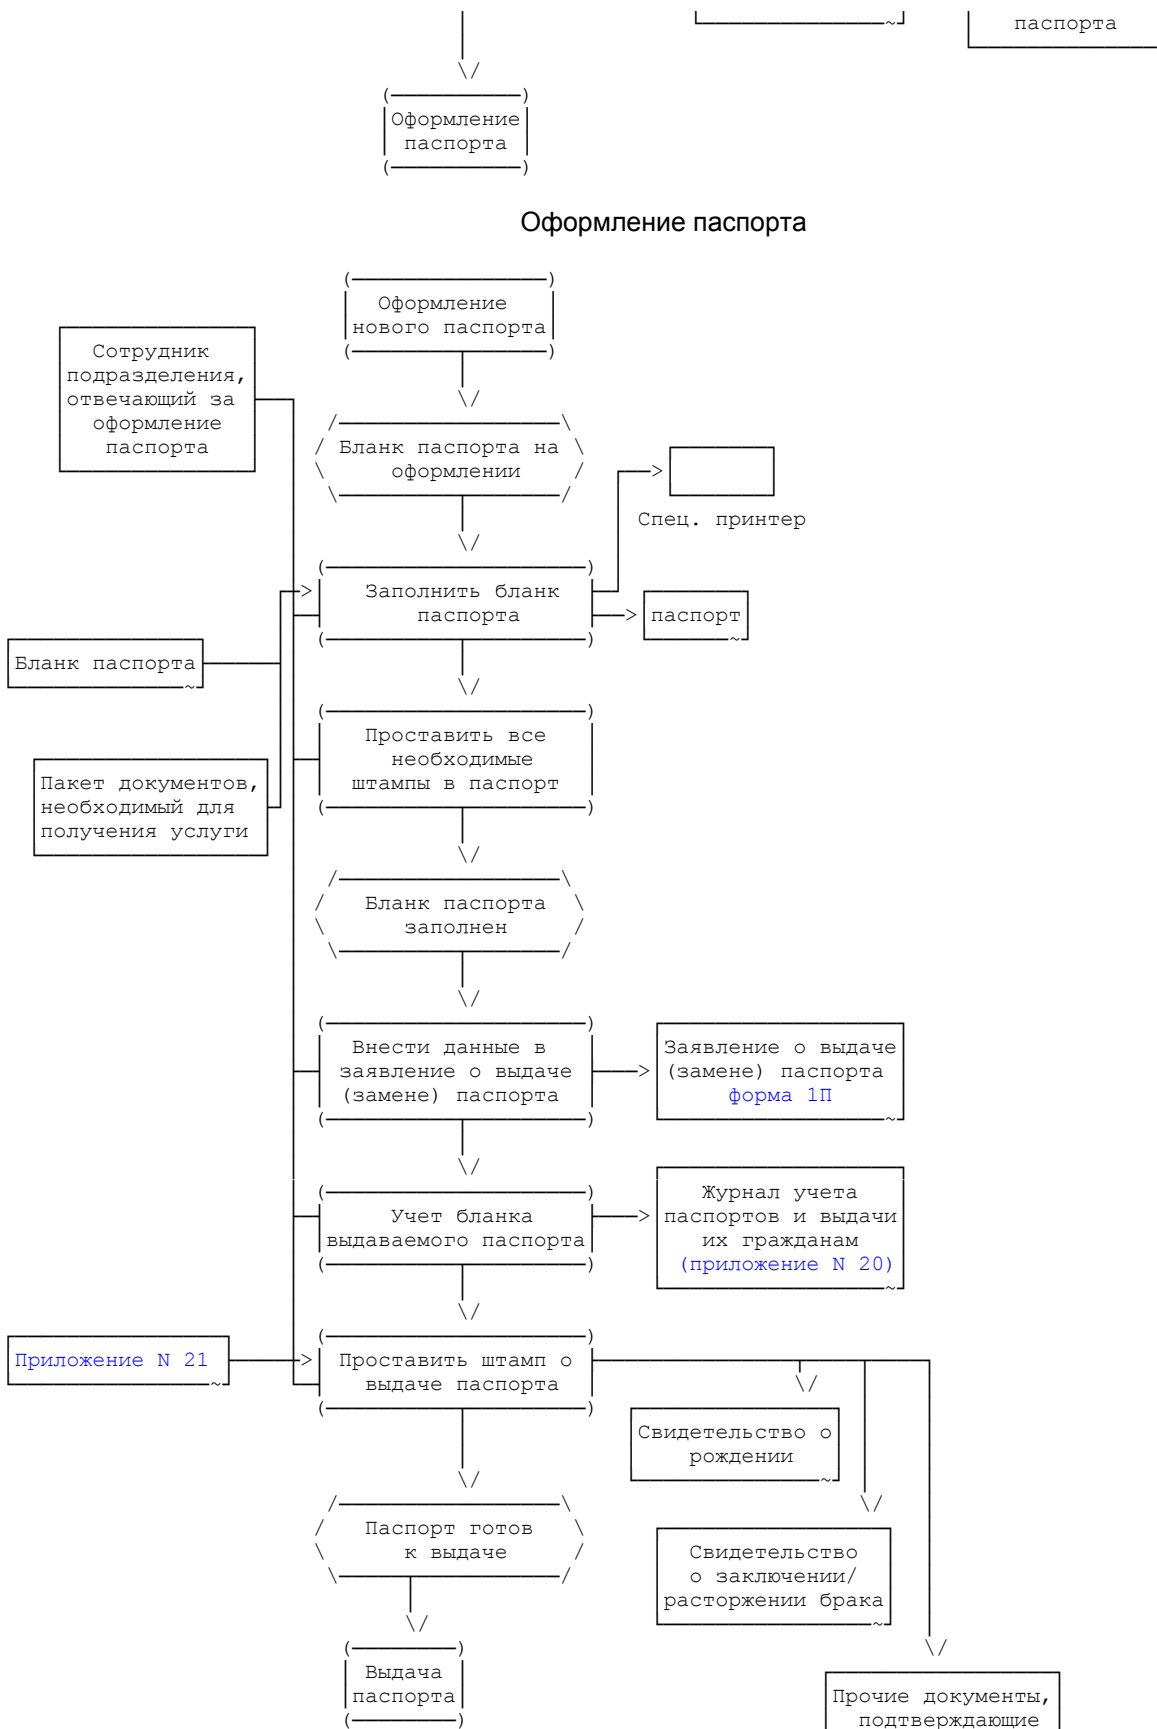 паспорта
Оформление
паспорта
Оформление паспорта
Оформление
нового паспорта
Сотрудник
подразделения,
отвечающий за
оформление
паспорта
Бланк паспорта на
оформлении
Спец. принтер
Заполнить бланк
паспорта
паспорт
Бланк паспорта
Проставить все
необходимые
штампы в паспорт
Пакет документов,
необходимый для
получения услуги
Бланк паспорта
заполнен
Внести данные в
заявление о выдаче
(замене) паспорта
Заявление о выдаче
(замене) паспорта
форма 1П
Учет бланка
выдаваемого паспорта
Журнал учета
паспортов и выдачи
их гражданам
(приложение N 20)
Приложение N 21
Проставить штамп о
выдаче паспорта
Свидетельство о
рождении
Паспорт готов
к выдаче
Свидетельство
о заключении/
расторжении брака
Выдача
паспорта
Прочие документы,
подтверждающие